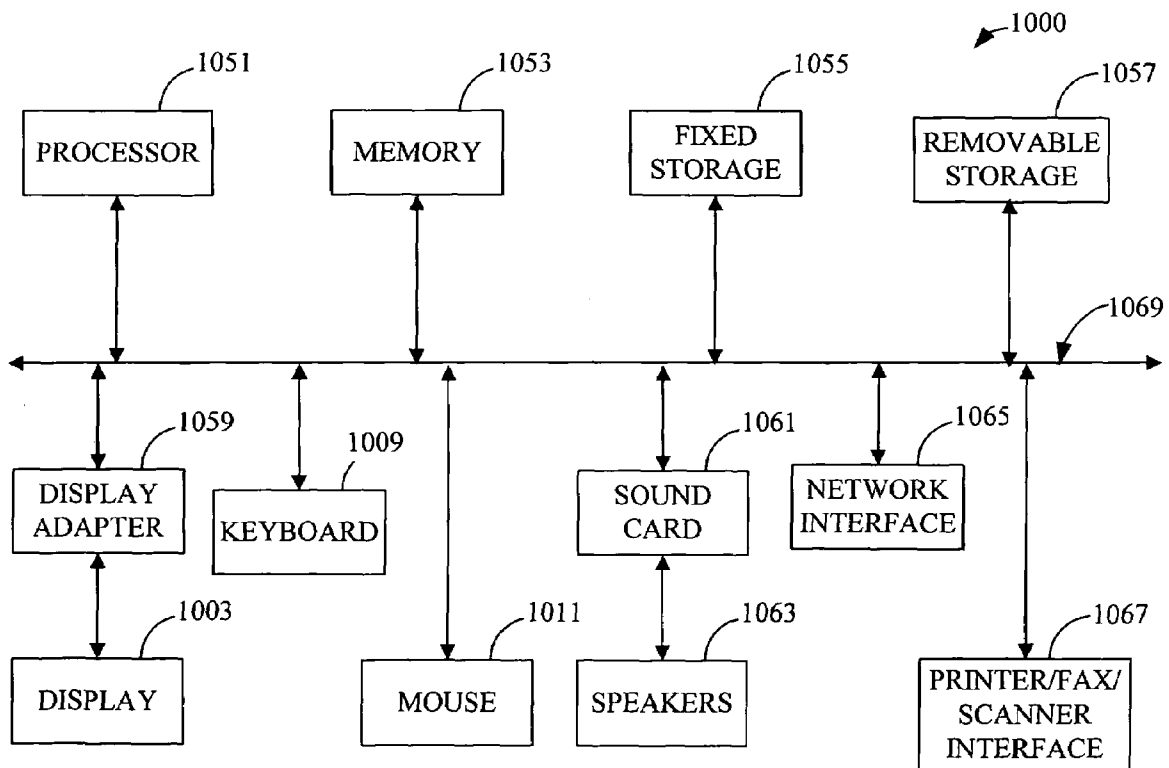 1000
1051
1053
1055
1057
PROCESSOR
MEMORY
FIXED
STORAGE
REMOVABLE
STORAGE
1069
1059
1009
1061
1065
DISPLAY
ADAPTER
KEYBOARD
SOUND
CARD
NETWORK
INTERFACE
1003
1011
1063
1067
DISPLAY
MOUSE
SPEAKERS
PRINTER/FAX/
SCANNER
INTERFACE